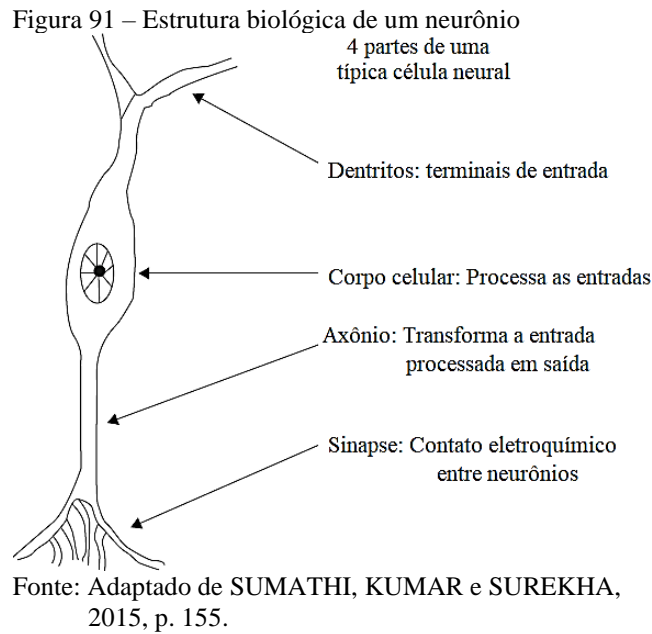 Figura 91 – Estrutura biológica de um neurônio
4 partes de uma
típica célula neural
Dentritos: terminais de entrada
Corpo celular: Processa as entradas
Axônio: Transforma a entrada
processada em saída
Sinapse: Contato eletroquímico
entre neurônios
Fonte: Adaptado de SUMATHI, KUMAR e SUREKHA,
2015, p. 155.